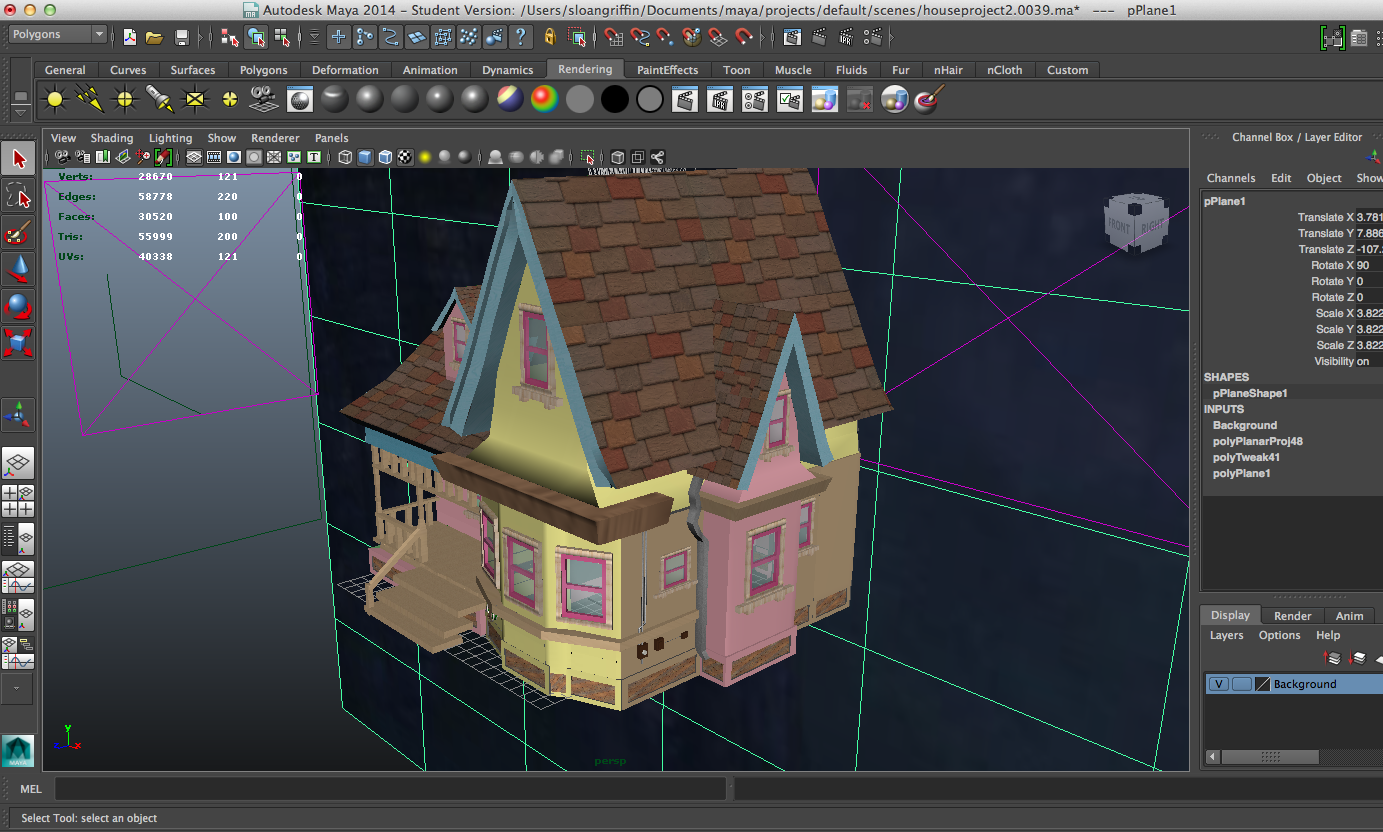 Autodesk Maya 2014 - Student Version: /Users/sloangriffin/Documents/maya/projects/default/scenes/houseproject2.0039.ma* --- pPlane1
Polygons
General Curves Surfaces Polygons Deformation Animation Dynamics Rendering PaintEffects Toon Muscle Fluids Fur nHair nCloth Custom
View Shading Lighting Show Renderer Panels
Verts: 28670 121 0
Edges: 58778 220 0
Faces: 30520 100 0
Tris: 55999 200 0
UVs: 40338 121 0
FRONT RIGHT
persp
y
x
Channel Box / Layer Editor
Channels Edit Object Show
pPlane1
Translate X 3.781
Translate Y 7.886
Translate Z -107.
Rotate X 90
Rotate Y 0
Rotate Z 0
Scale X 3.822
Scale Y 3.822
Scale Z 3.822
Visibility on
SHAPES
pPlaneShape1
INPUTS
Background
polyPlanarProj48
polyTweak41
polyPlane1
Display Render Anim
Layers Options Help
V Background
MAYA
MEL
Select Tool: select an object